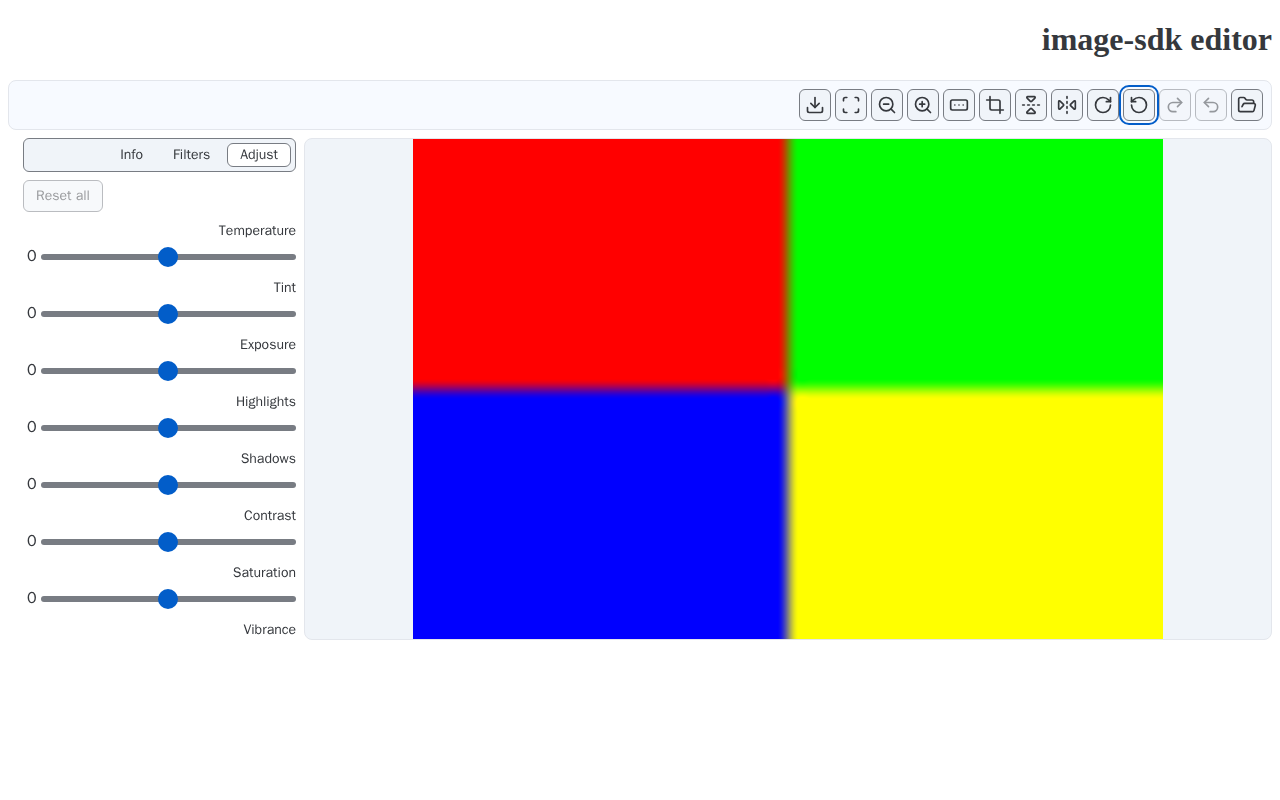 image-sdk editor
Adjust
Filters
Info
Reset all
Temperature
0
Tint
0
Exposure
0
Highlights
0
Shadows
0
Contrast
0
Saturation
0
Vibrance